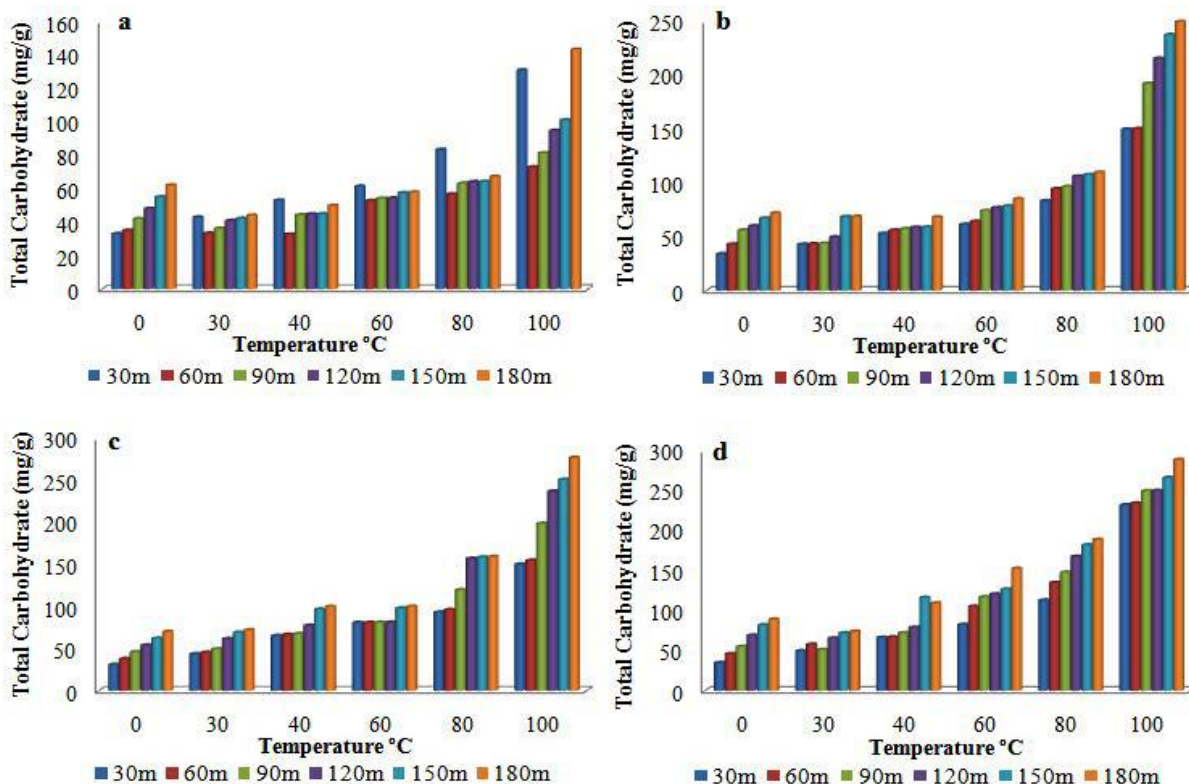 a
Total Carbohydrate (mg/g)
160
140
120
100
80
60
40
20
0
0 30 40 60 80 100
Temperature °C
30m 60m 90m 120m 150m 180m
b
Total Carbohydrate (mg/g)
250
200
150
100
50
0
0 30 40 60 80 100
Temperature °C
30m 60m 90m 120m 150m 180m
c
Total Carbohydrate (mg/g)
300
250
200
150
100
50
0
0 30 40 60 80 100
Temperature °C
30m 60m 90m 120m 150m 180m
d
Total Carbohydrate (mg/g)
300
250
200
150
100
50
0
0 30 40 60 80 100
Temperature °C
30m 60m 90m 120m 150m 180m